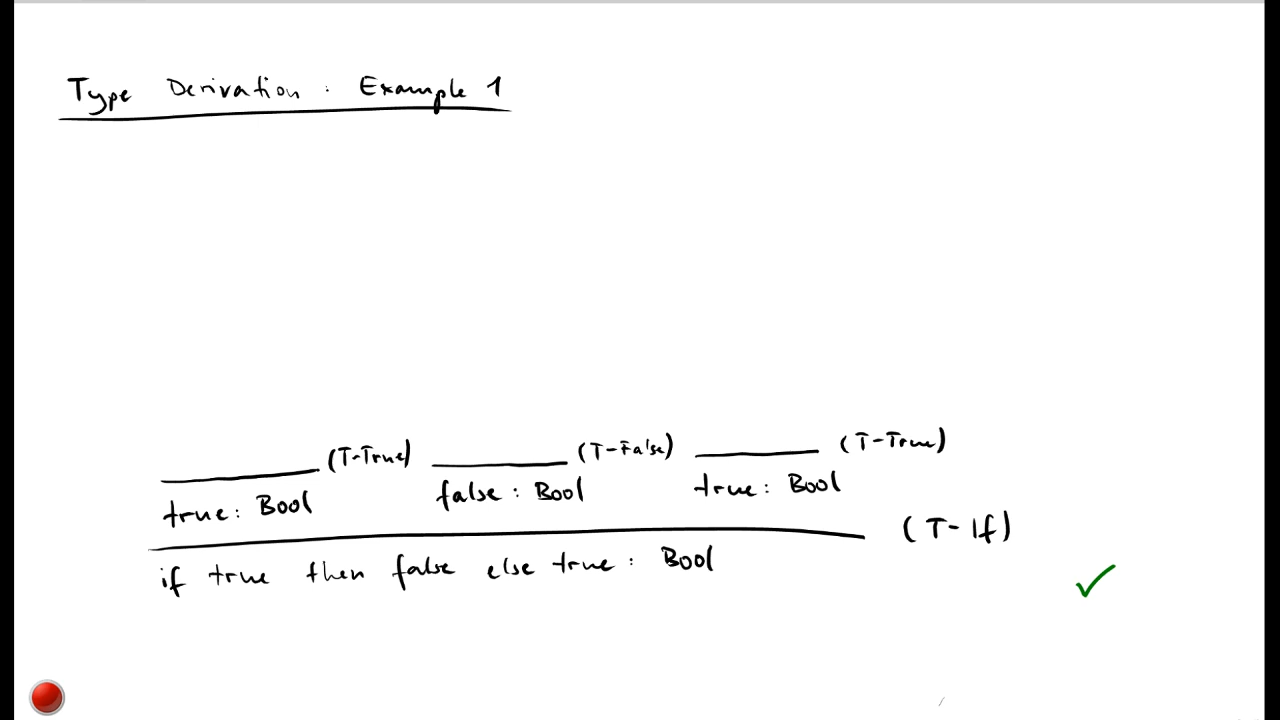 Type Derivation : Example 1
(T-True) (T-False) (T-True)
true : Bool false : Bool true : Bool
(T-If)
if true then false else true : Bool